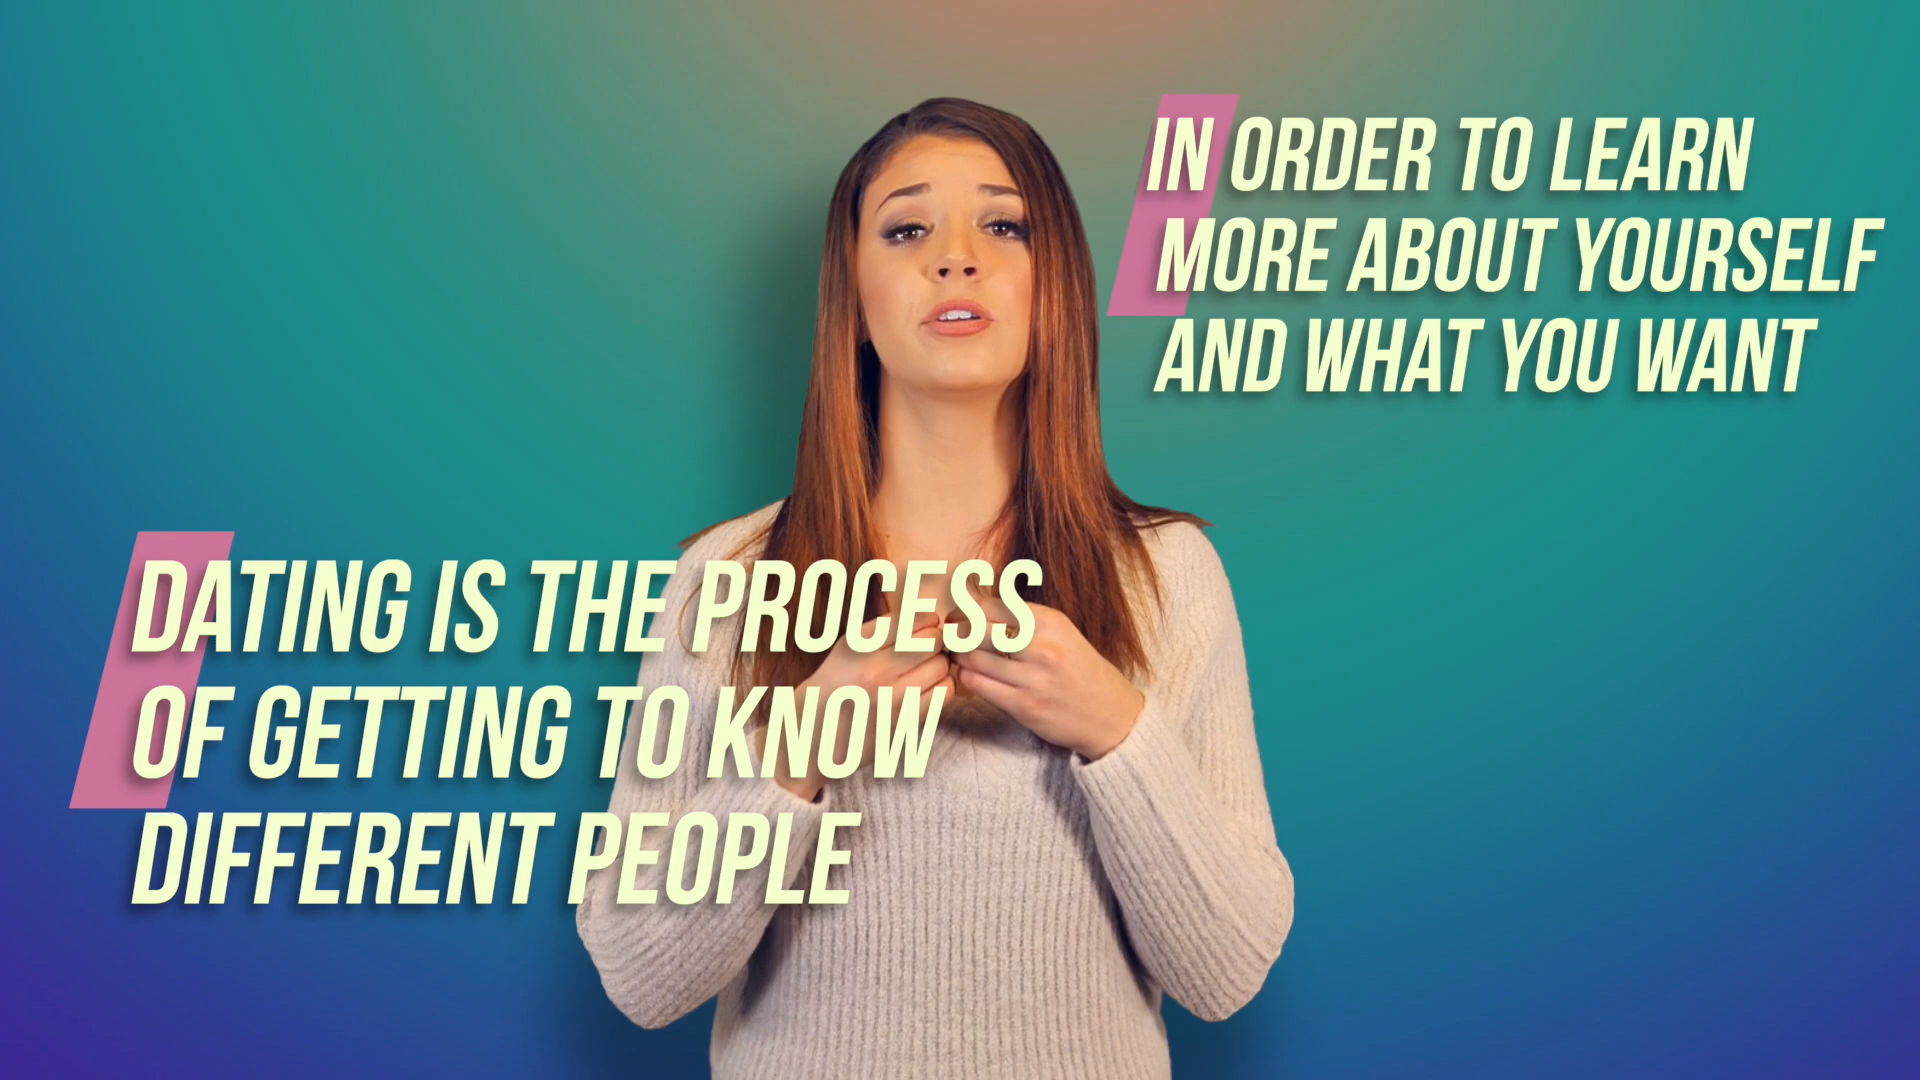 DATING IS THE PROCESS
OF GETTING TO KNOW
DIFFERENT PEOPLE
IN ORDER TO LEARN
MORE ABOUT YOURSELF
AND WHAT YOU WANT